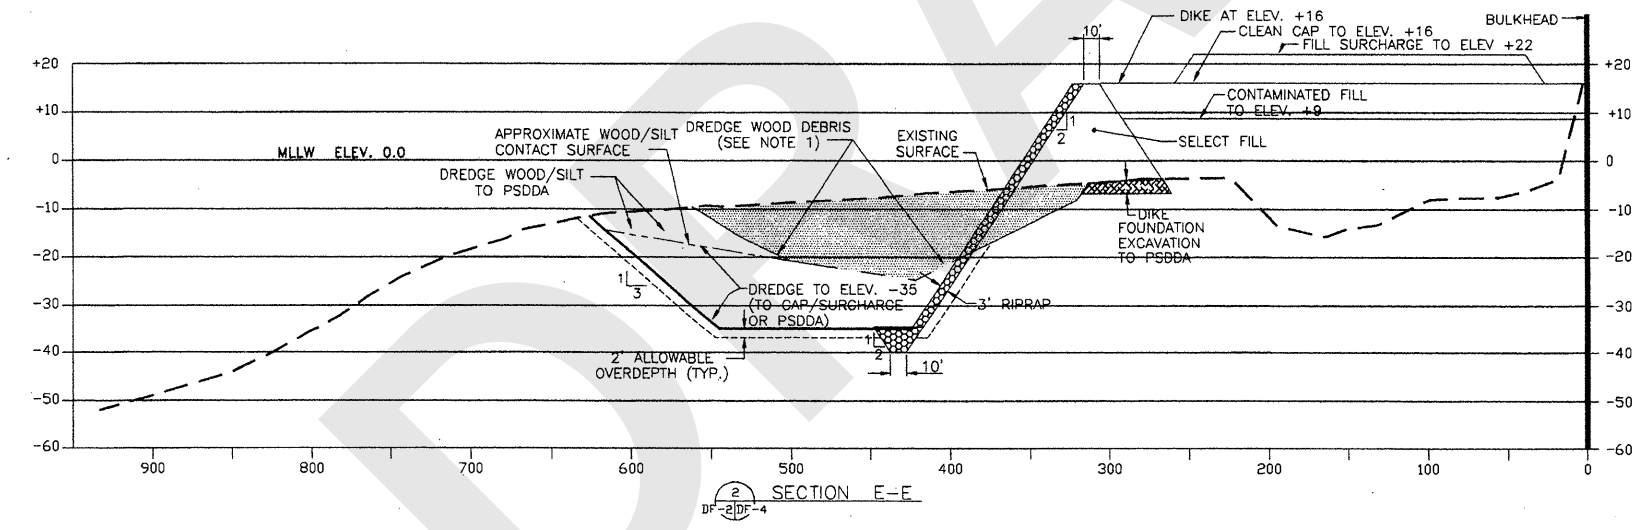 DIKE AT ELEV. +16
BULKHEAD
10'
CLEAN CAP TO ELEV. +16
FILL SURCHARGE TO ELEV +22
+20
+20
+10
CONTAMINATED FILL
TO ELEV. +9
+10
APPROXIMATE WOOD/SILT
CONTACT SURFACE
DREDGE WOOD DEBRIS
(SEE NOTE 1)
EXISTING
SURFACE
1
2
SELECT FILL
MLLW ELEV. 0.0
0
0
DREDGE WOOD/SILT
TO PSDDA
-10
-10
DIKE
FOUNDATION
EXCAVATION
TO PSDDA
-20
-20
1
3
DREDGE TO ELEV. -35
(TO CAP/SURCHARGE
OR PSDDA)
3' RIPRAP
-30
-30
1
2
-40
-40
2' ALLOWABLE
OVERDEPTH (TYP.)
10'
-50
-50
-60
-60
900
800
700
600
500
400
300
200
100
0
2
DF-2
DF-4
SECTION E-E
DRA